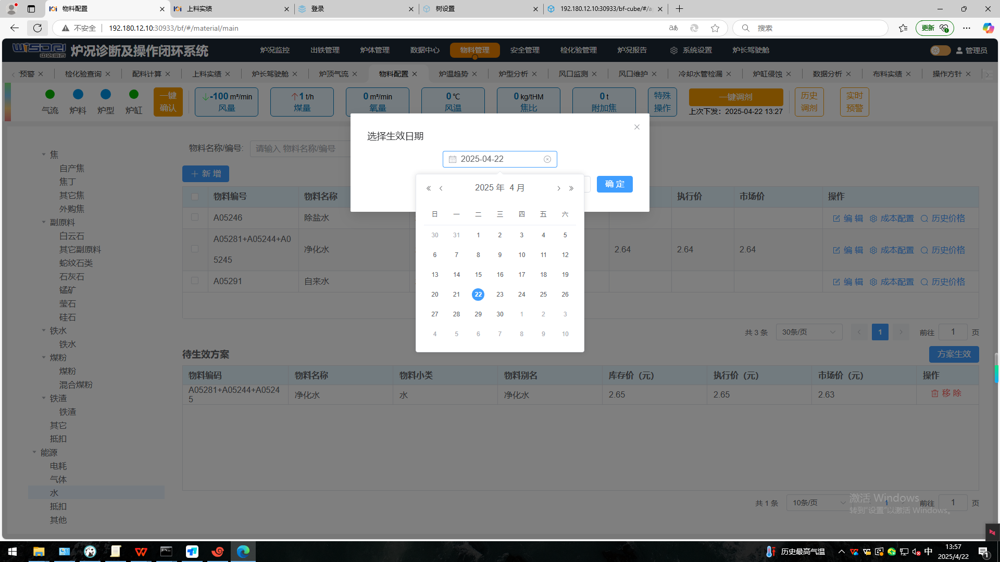 物料配置
上料实绩
登录
树设置
192.180.12.10:30933/bf-cube/#/a
不安全
192.180.12.10:30933/bf/#/material/main
aあ
搜索
更新
WISDRI
中冶南方
炉况诊断及操作闭环系统
炉况监控 出铁管理 炉体管理 数据中心 物料管理 安全管理 检化验管理 炉况报告 系统设置 炉长驾驶舱
管理员
预警 检化验查询 配料计算 上料实绩 炉长驾驶舱 炉顶气流 物料配置 炉温趋势 炉型分析 风口监测 风口维护 冷却水管检漏 炉缸侵蚀 数据分析 布料实绩 操作方针
气流 炉料 炉型 炉缸
一键
确认
-100 m³/min
风量
1 t/h
煤量
0 m³/min
氧量
0 ℃
风温
0 kg/tHM
焦比
0 t
附加焦
特殊
操作
一键调剂
上次下发：2025-04-22 13:27
历史
调剂
实时
预警
焦
自产焦
焦丁
其它焦
外购焦
副原料
白云石
其它副原料
蛇纹石类
石灰石
锰矿
莹石
硅石
铁水
铁水
煤粉
煤粉
混合煤粉
铁渣
铁渣
其它
抵扣
能源
电耗
气体
水
抵扣
其他
物料名称/编号:
请输入 物料名称/编号
新 增
物料编号 物料名称 执行价 市场价 操作
A05246 除盐水 编 辑 成本配置 历史价格
A05281+A05244+A0
5245
净化水 2.64 2.64 2.64 编 辑 成本配置 历史价格
A05291 自来水 编 辑 成本配置 历史价格
共 3 条 30条/页 1 前往 1 页
选择生效日期
2025-04-22
确 定
2025 年 4 月
日 一 二 三 四 五 六
30 31 1 2 3 4 5
6 7 8 9 10 11 12
13 14 15 16 17 18 19
20 21 22 23 24 25 26
27 28 29 30 1 2 3
4 5 6 7 8 9 10
待生效方案
方案生效
物料编码 物料名称 物料小类 物料别名 库存价（元） 执行价（元） 市场价（元） 操作
A05281+A05244+A0524
5
净化水 水 净化水 2.65 2.65 2.63 移 除
共 1 条 10条/页 1 前往 1 页
激活 Windows
转到"设置"以激活 Windows。
历史最高气温
中
13:57
2025/4/22
1